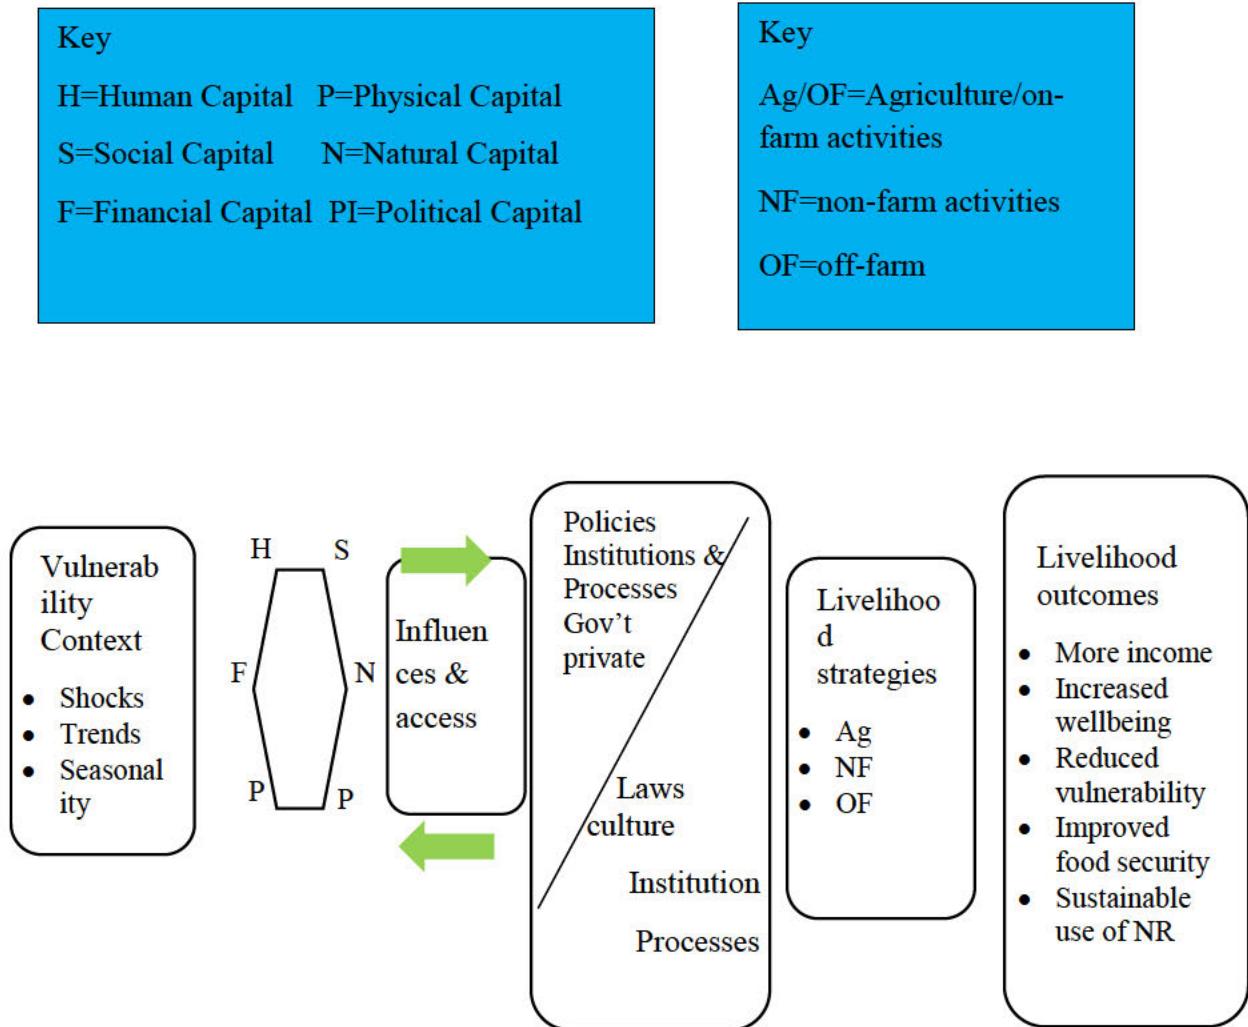 Key
H=Human Capital P=Physical Capital
S=Social Capital N=Natural Capital
F=Financial Capital PI=Political Capital
Key
Ag/OF=Agriculture/on-
farm activities
NF=non-farm activities
OF=off-farm
Vulnerab
ility
Context
• Shocks
• Trends
• Seasonal
ity
H S
F N
P P
Influen
ces &
access
Policies
Institutions &
Processes
Gov't
private
Laws
culture
Institution
Processes
Livelihoo
d
strategies
• Ag
• NF
• OF
Livelihood
outcomes
• More income
• Increased
wellbeing
• Reduced
vulnerability
• Improved
food security
• Sustainable
use of NR